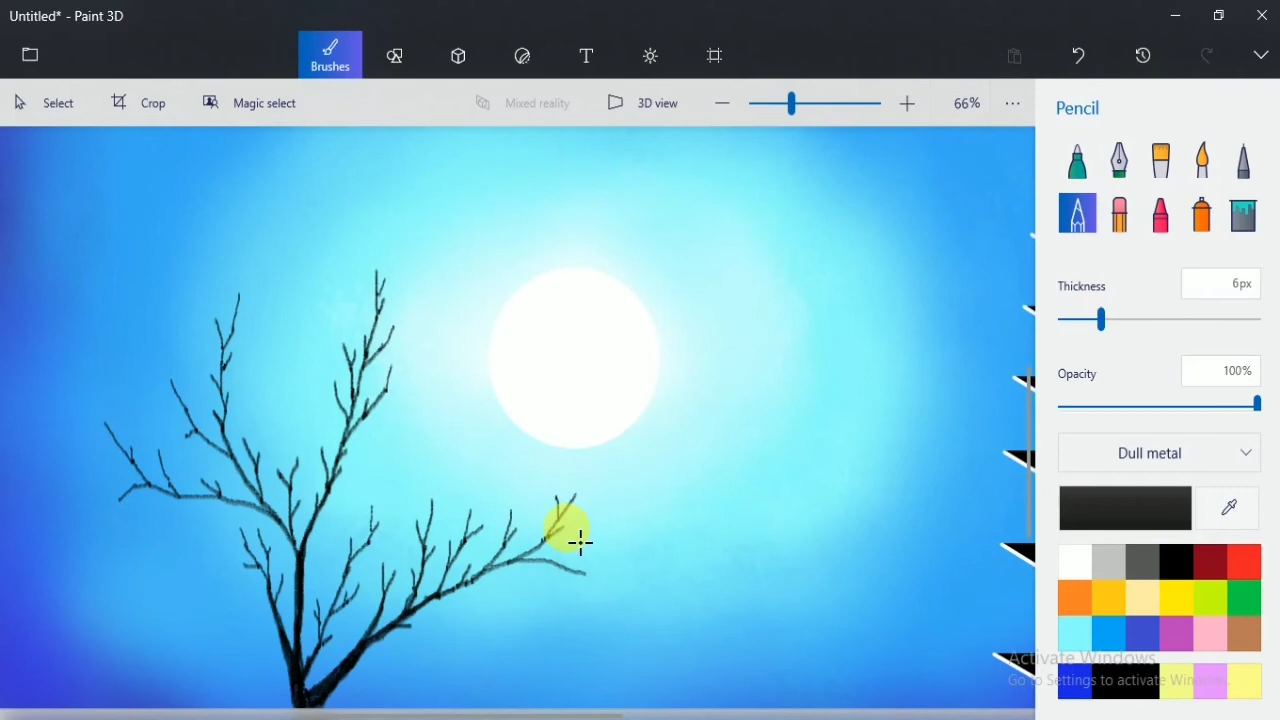 Untitled* - Paint 3D
Brushes
Select
Crop
Magic select
Mixed reality
3D view
66%
Pencil
Thickness
6px
Opacity
100%
Dull metal
Activate Windows
Go to Settings to activate Windows.